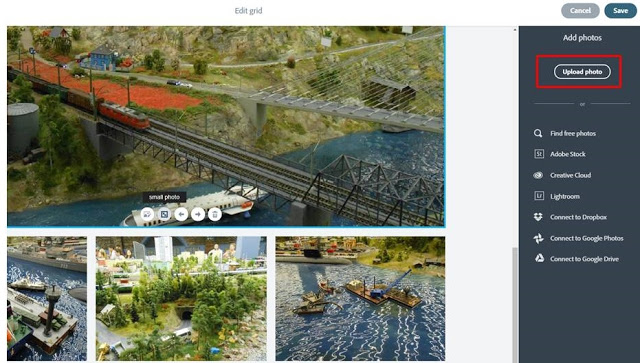 Edit grid
Cancel
Save
Add photos
Upload photo
or
Find free photos
St
Adobe Stock
Creative Cloud
Lightroom
Connect to Dropbox
Connect to Google Photos
Connect to Google Drive
small photo